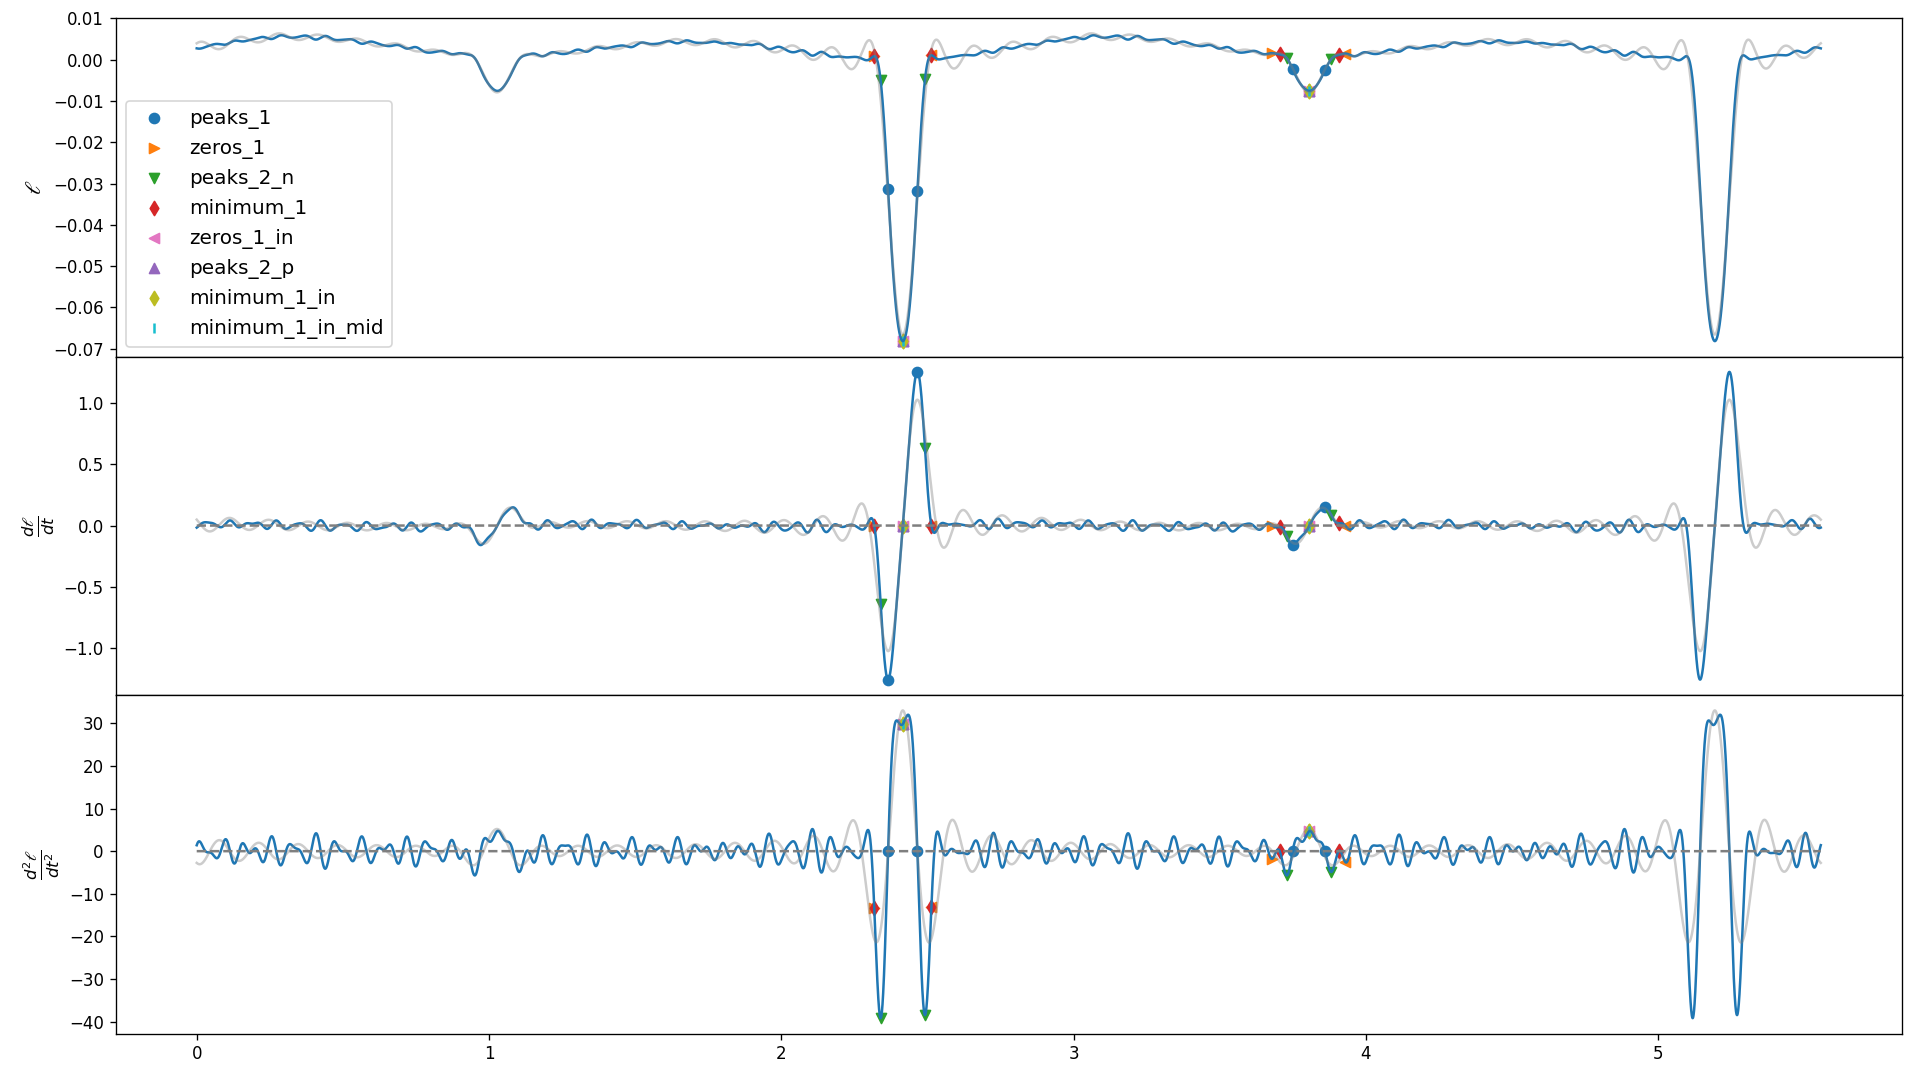 0.01
0.00
−0.01
−0.02
−0.03
−0.04
−0.05
−0.06
−0.07
ℓ
peaks_1
zeros_1
peaks_2_n
minimum_1
zeros_1_in
peaks_2_p
minimum_1_in
minimum_1_in_mid
1.0
0.5
0.0
−0.5
−1.0
dℓ
dt
30
20
10
0
−10
−20
−30
−40
d²ℓ
dt²
0 1 2 3 4 5